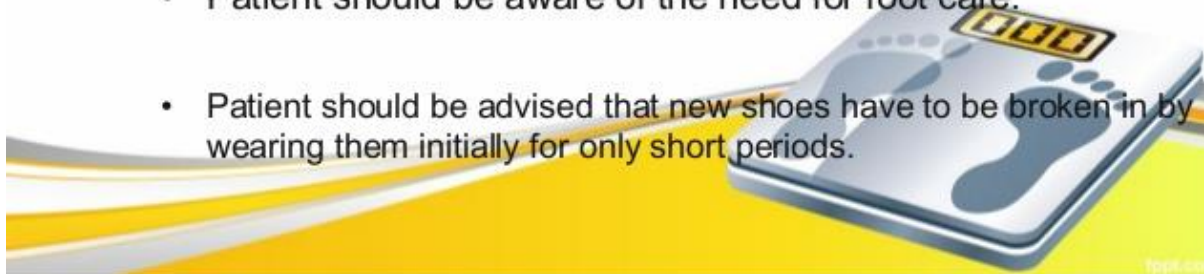 • Patient should be aware of the need for foot care.
000
• Patient should be advised that new shoes have to be broken in by
wearing them initially for only short periods.